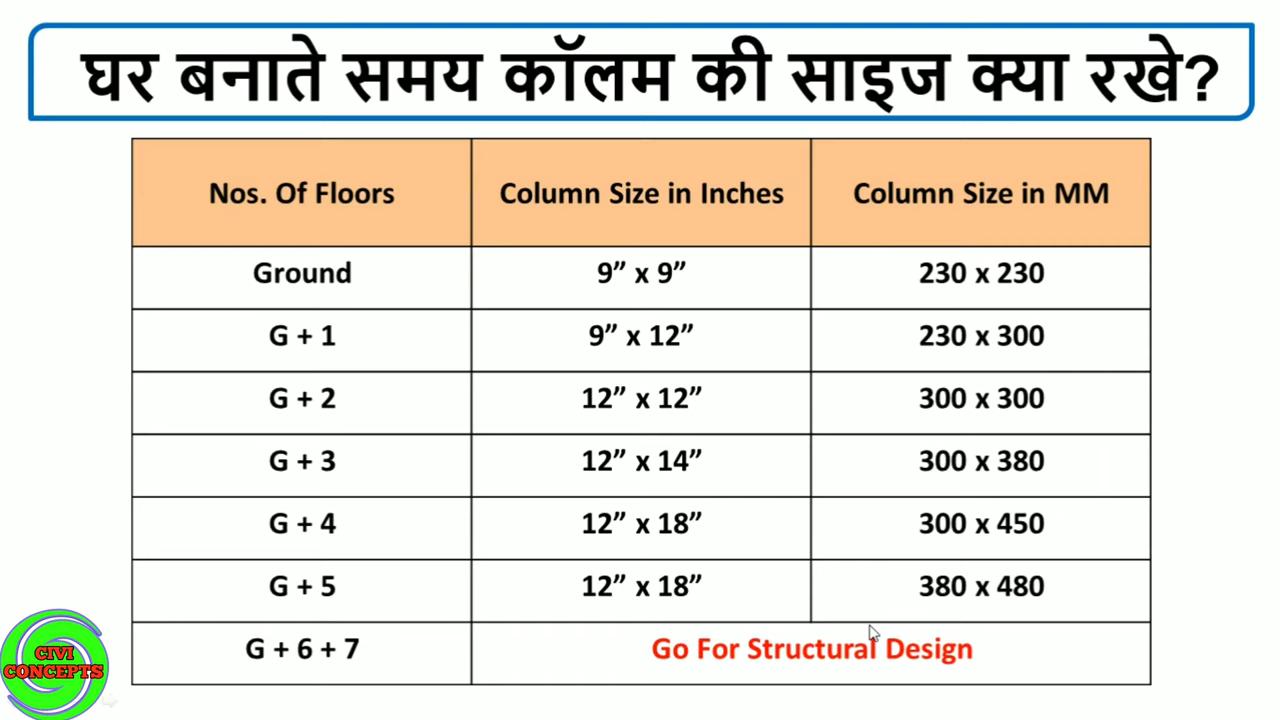 घर बनाते समय कॉलम की साइज क्या रखे?
Nos. Of Floors Column Size in Inches Column Size in MM
Ground 9” x 9” 230 x 230
G + 1 9” x 12” 230 x 300
G + 2 12” x 12” 300 x 300
G + 3 12” x 14” 300 x 380
G + 4 12” x 18” 300 x 450
G + 5 12” x 18” 380 x 480
G + 6 + 7 Go For Structural Design
CIVI
CONCEPTS